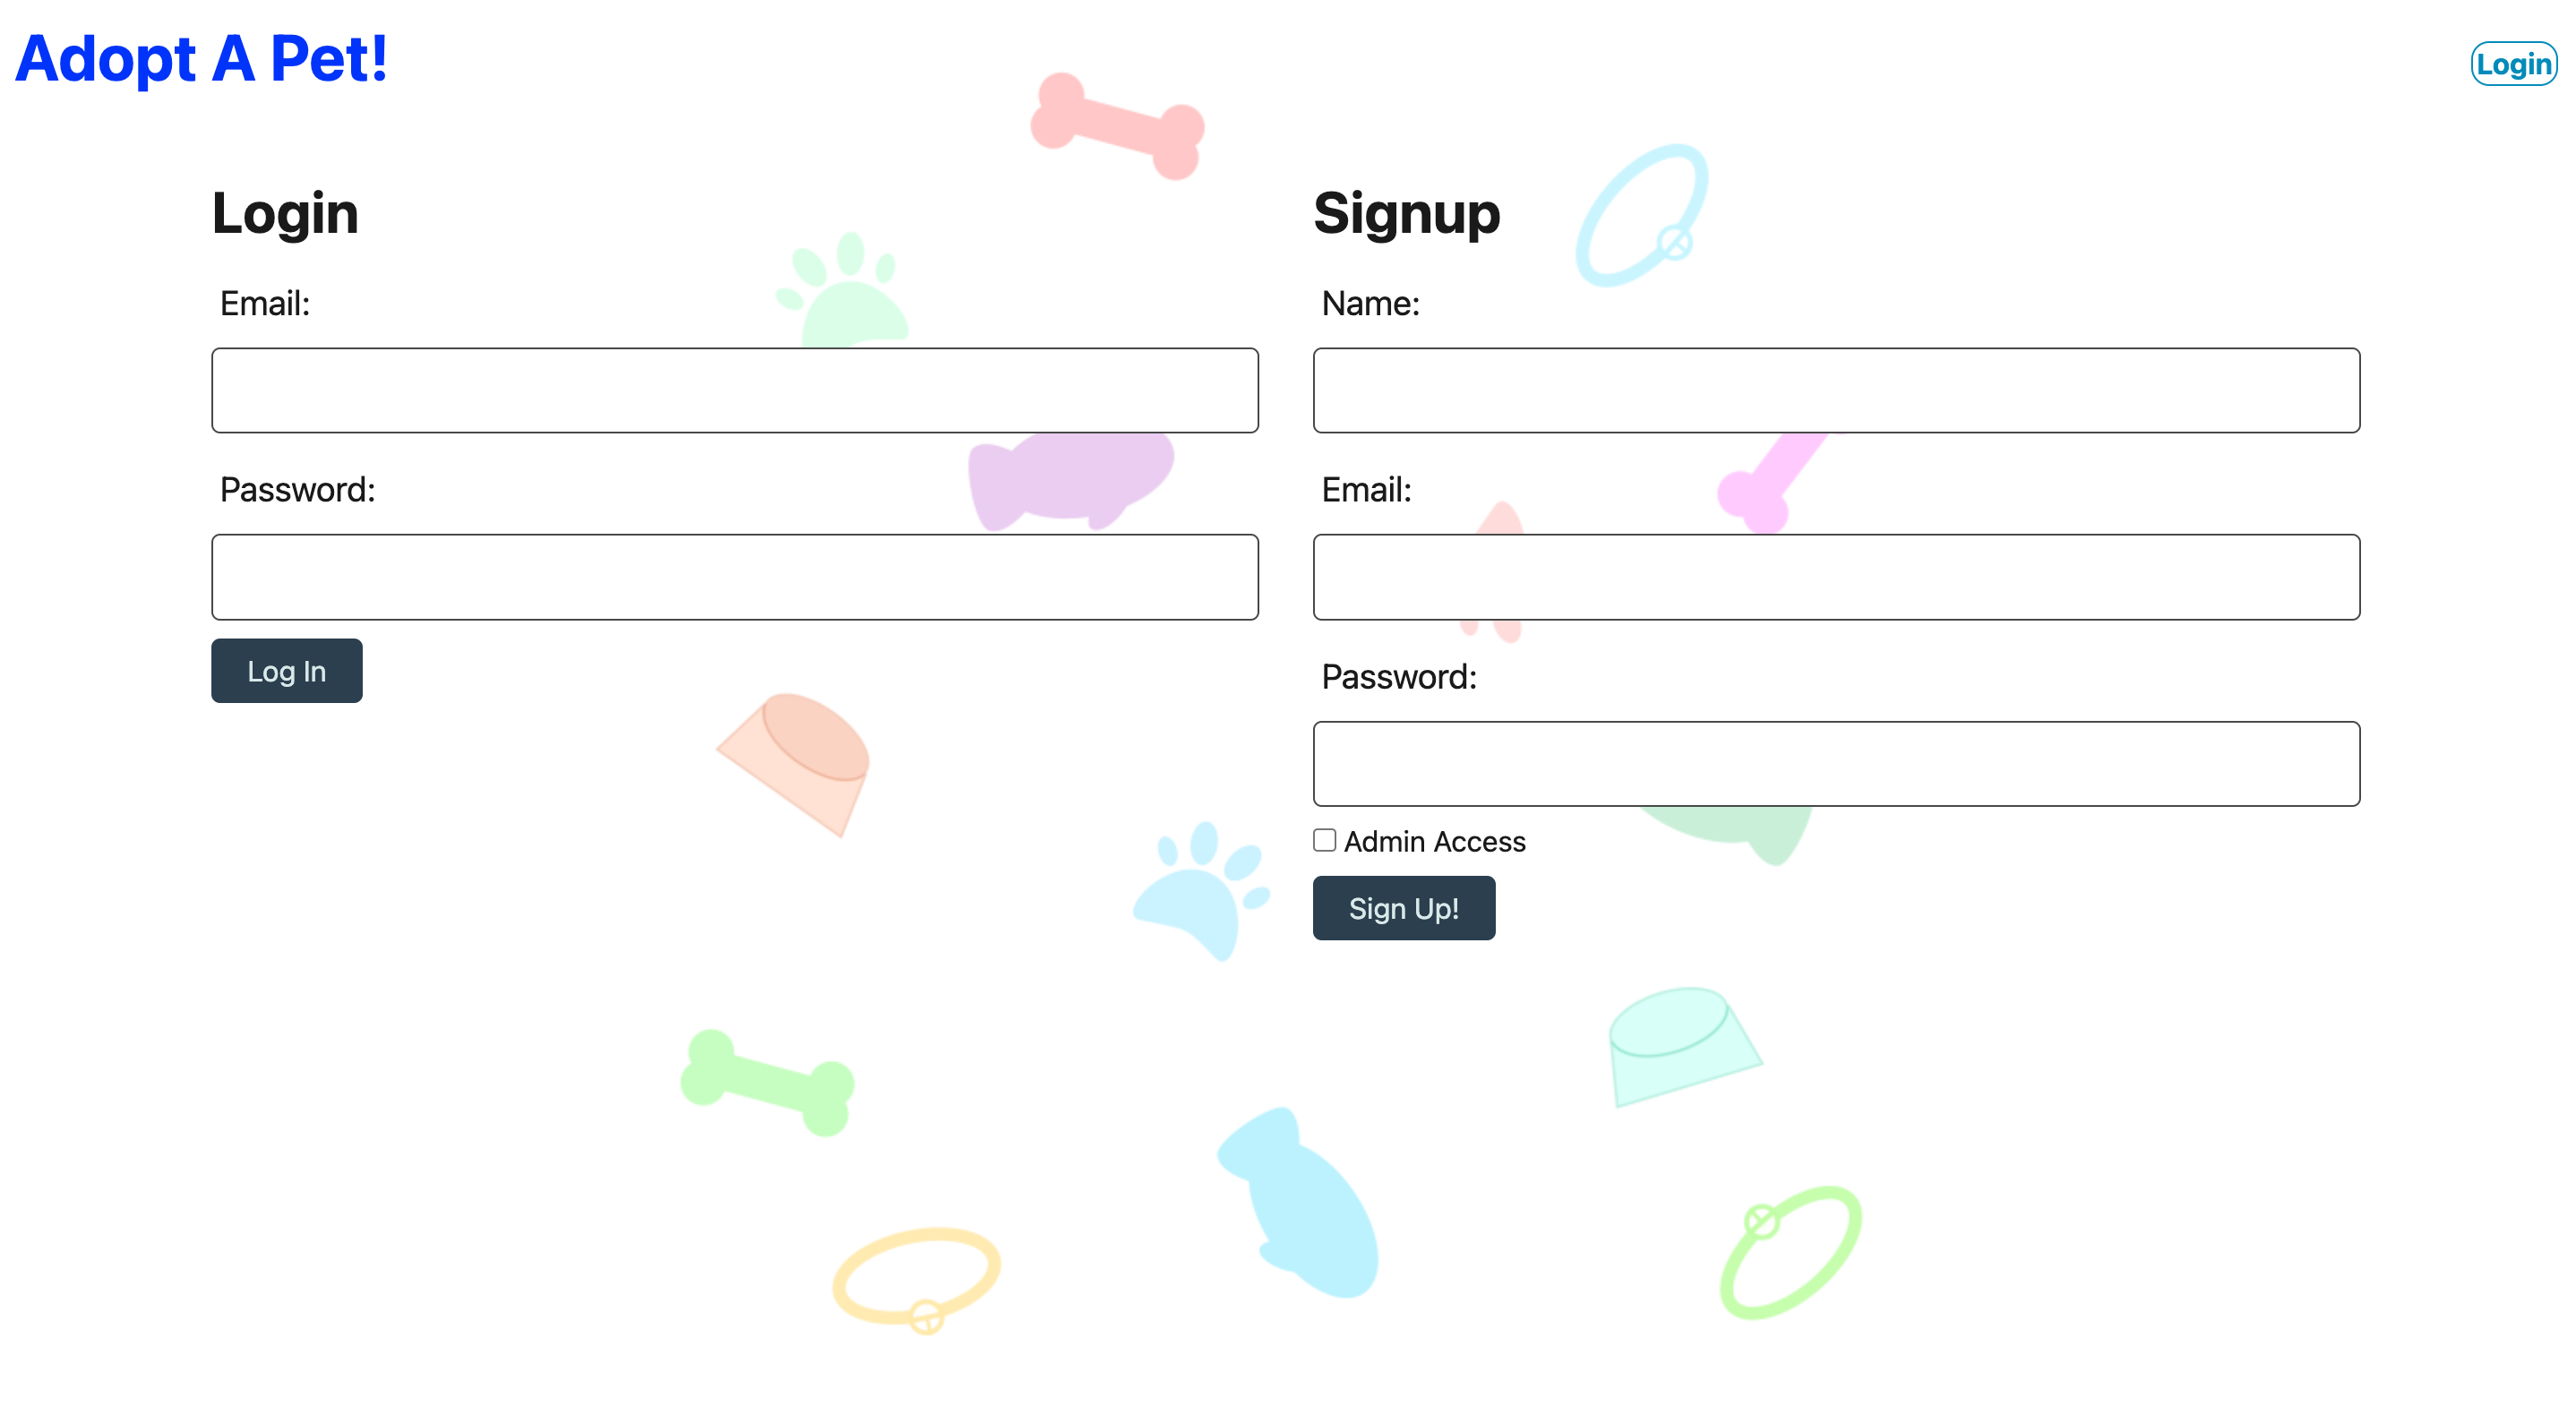 Adopt A Pet!
Login
Login
Email:
Password:
Log In
Signup
Name:
Email:
Password:
Admin Access
Sign Up!